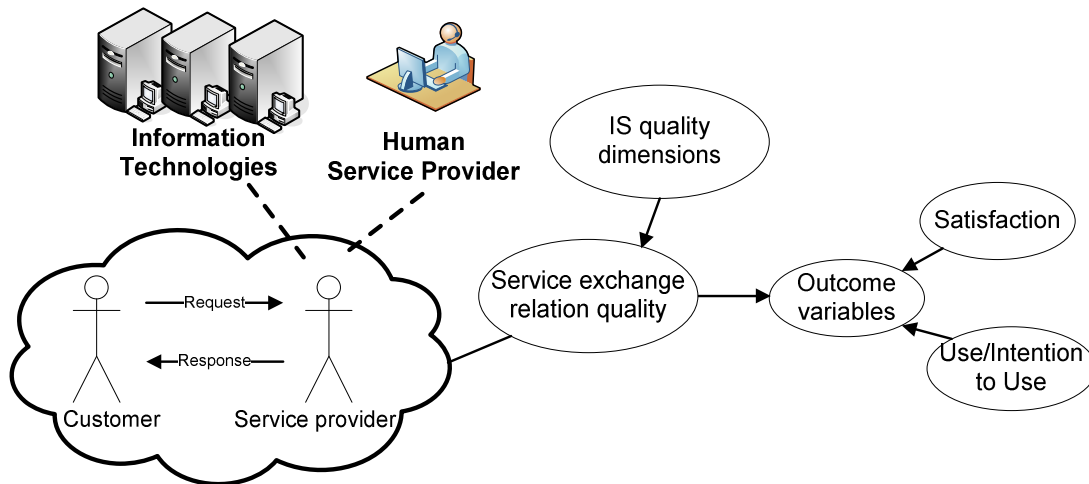 Information
Technologies
Human
Service Provider
IS quality
dimensions
Satisfaction
Service exchange
relation quality
Outcome
variables
Use/Intention
to Use
Request
Response
Customer
Service provider